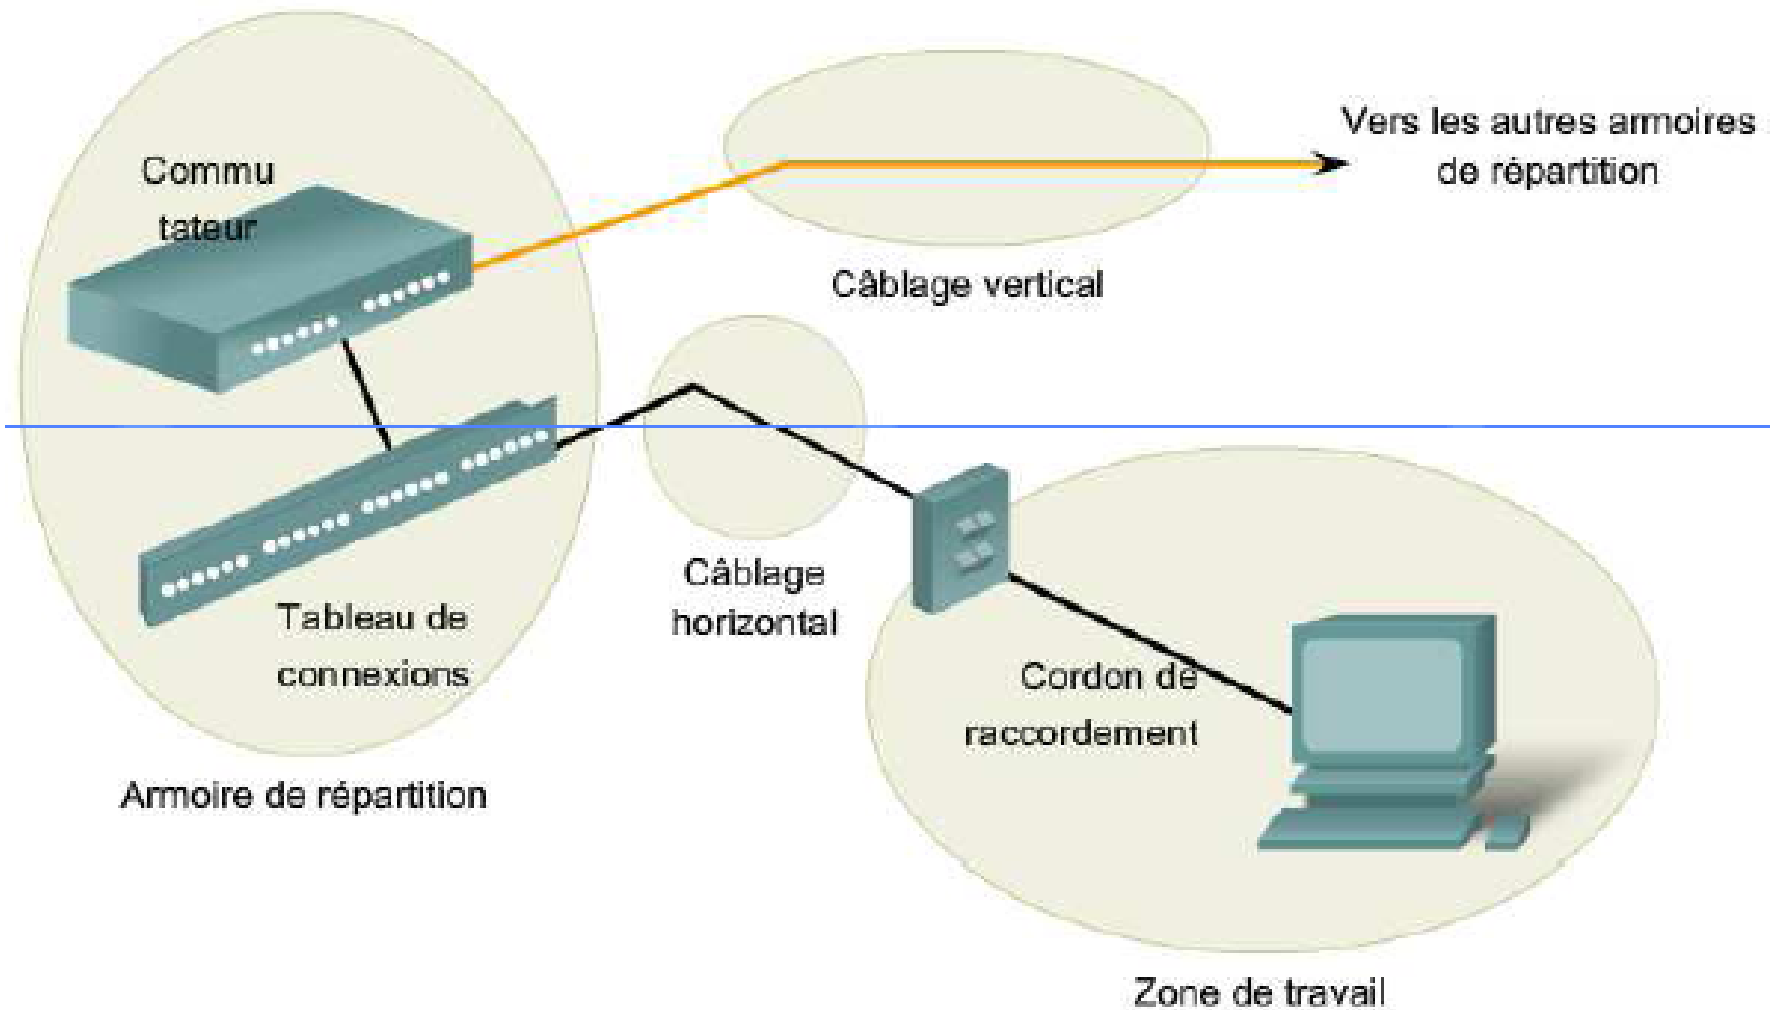 Commu
tateur
Vers les autres armoires
de répartition
Câblage vertical
Câblage
horizontal
Tableau de
connexions
Cordon de
raccordement
Armoire de répartition
Zone de travail